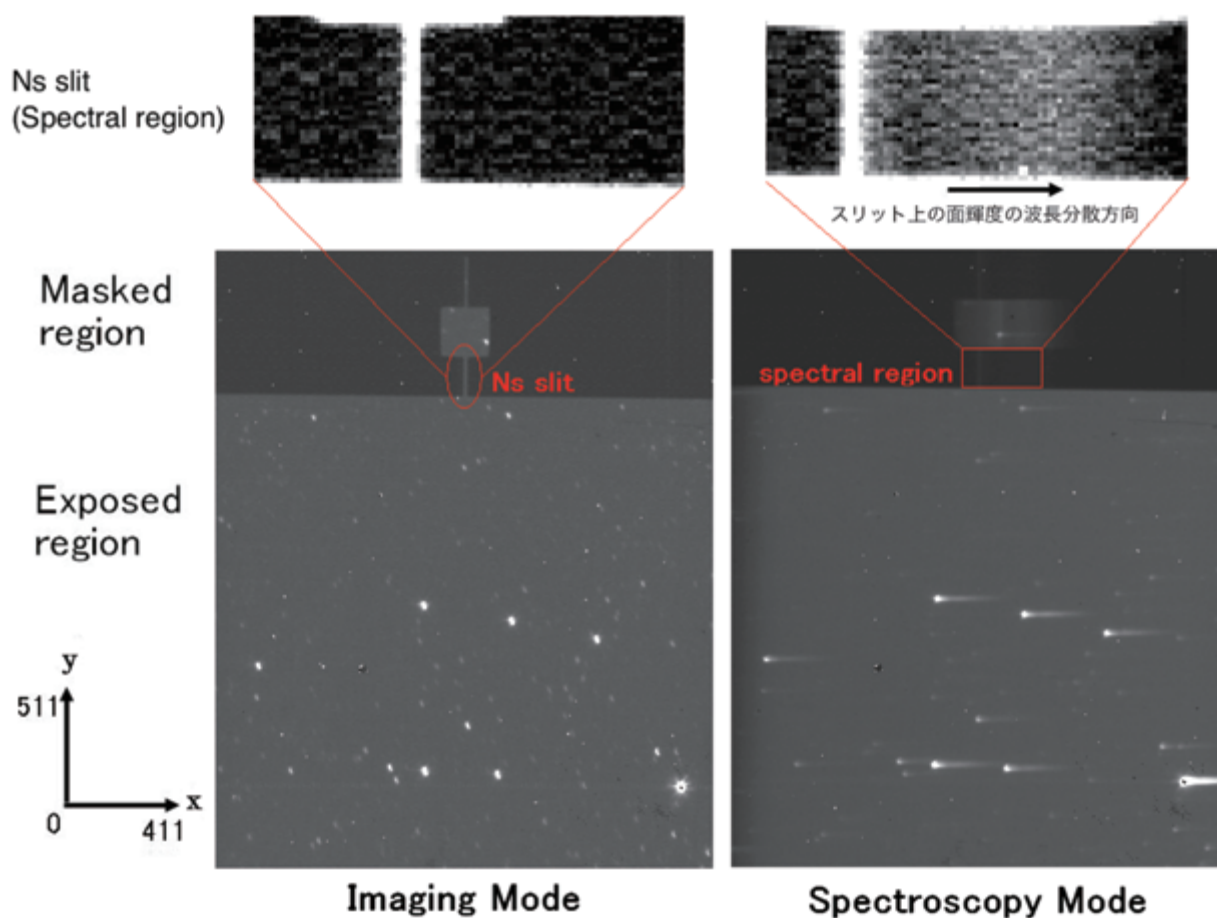 Ns slit
(Spectral region)
スリット上の面輝度の波長分散方向
Masked
region
Ns slit
spectral region
Exposed
region
y
511
x
0
411
Imaging Mode
Spectroscopy Mode